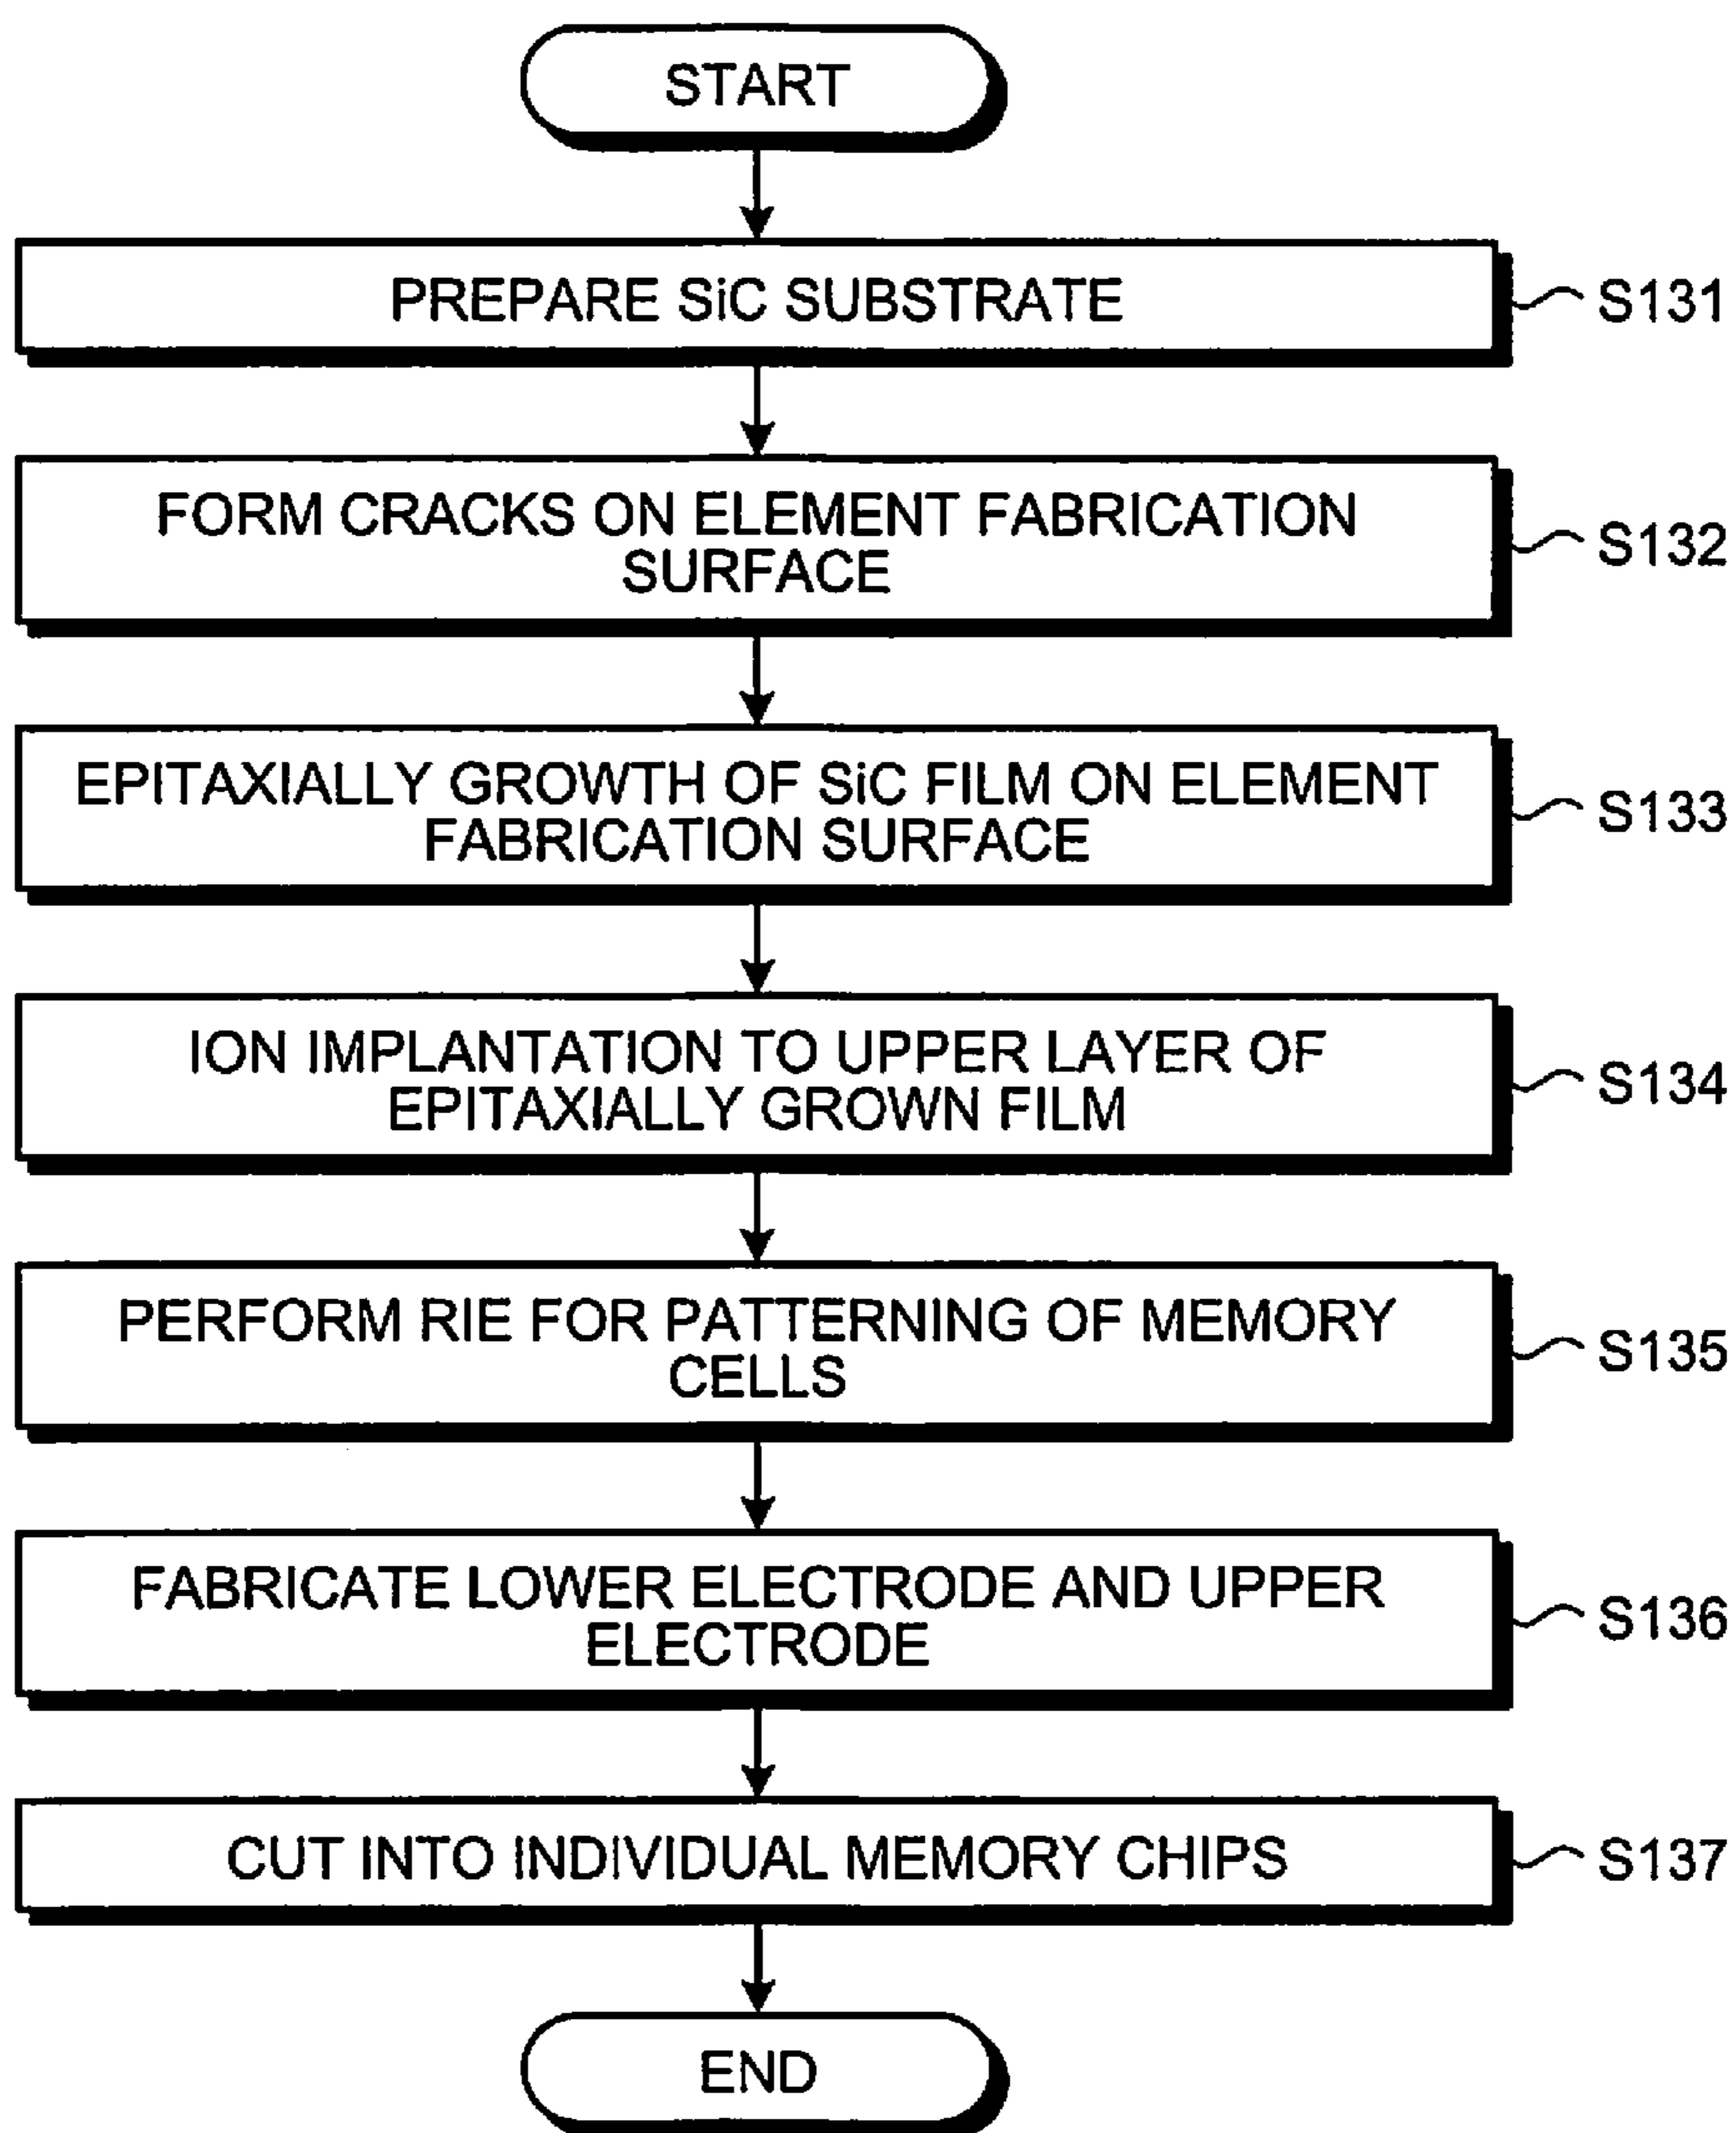 START
PREPARE SiC SUBSTRATE
S131
FORM CRACKS ON ELEMENT FABRICATION
SURFACE
S132
EPITAXIALLY GROWTH OF SiC FILM ON ELEMENT
FABRICATION SURFACE
S133
ION IMPLANTATION TO UPPER LAYER OF
EPITAXIALLY GROWN FILM
S134
PERFORM RIE FOR PATTERNING OF MEMORY
CELLS
S135
FABRICATE LOWER ELECTRODE AND UPPER
ELECTRODE
S136
CUT INTO INDIVIDUAL MEMORY CHIPS
S137
END